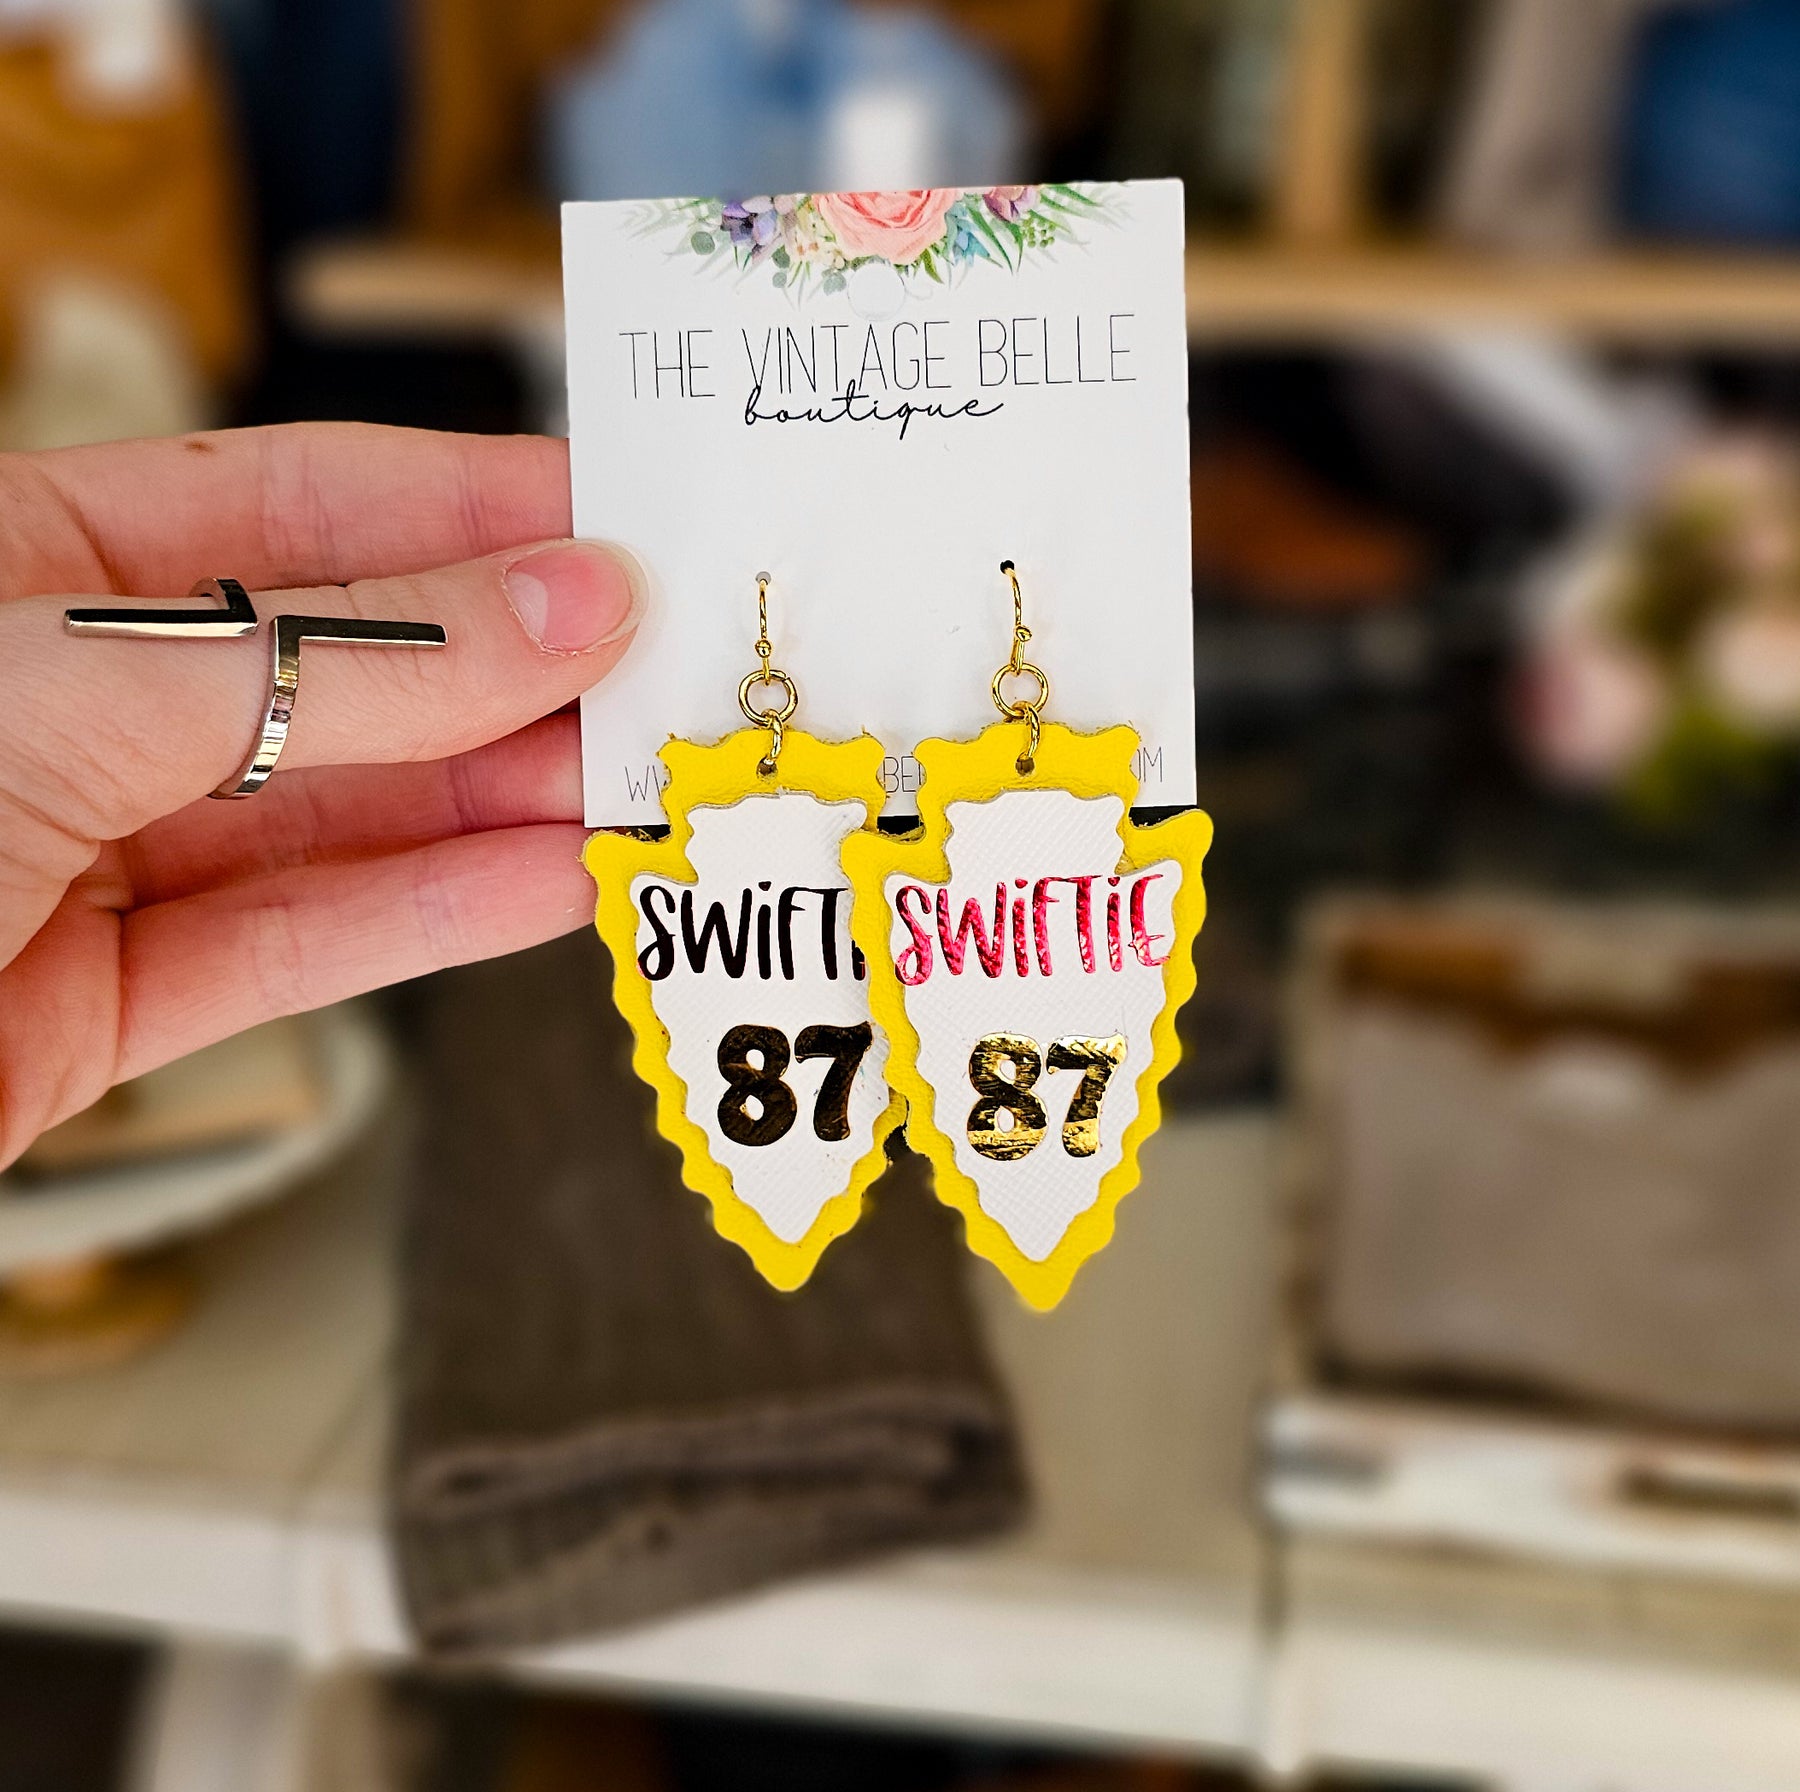 THE VINTAGE BELLE
boutique
SWiFTiE
87
SWiFTiE
87